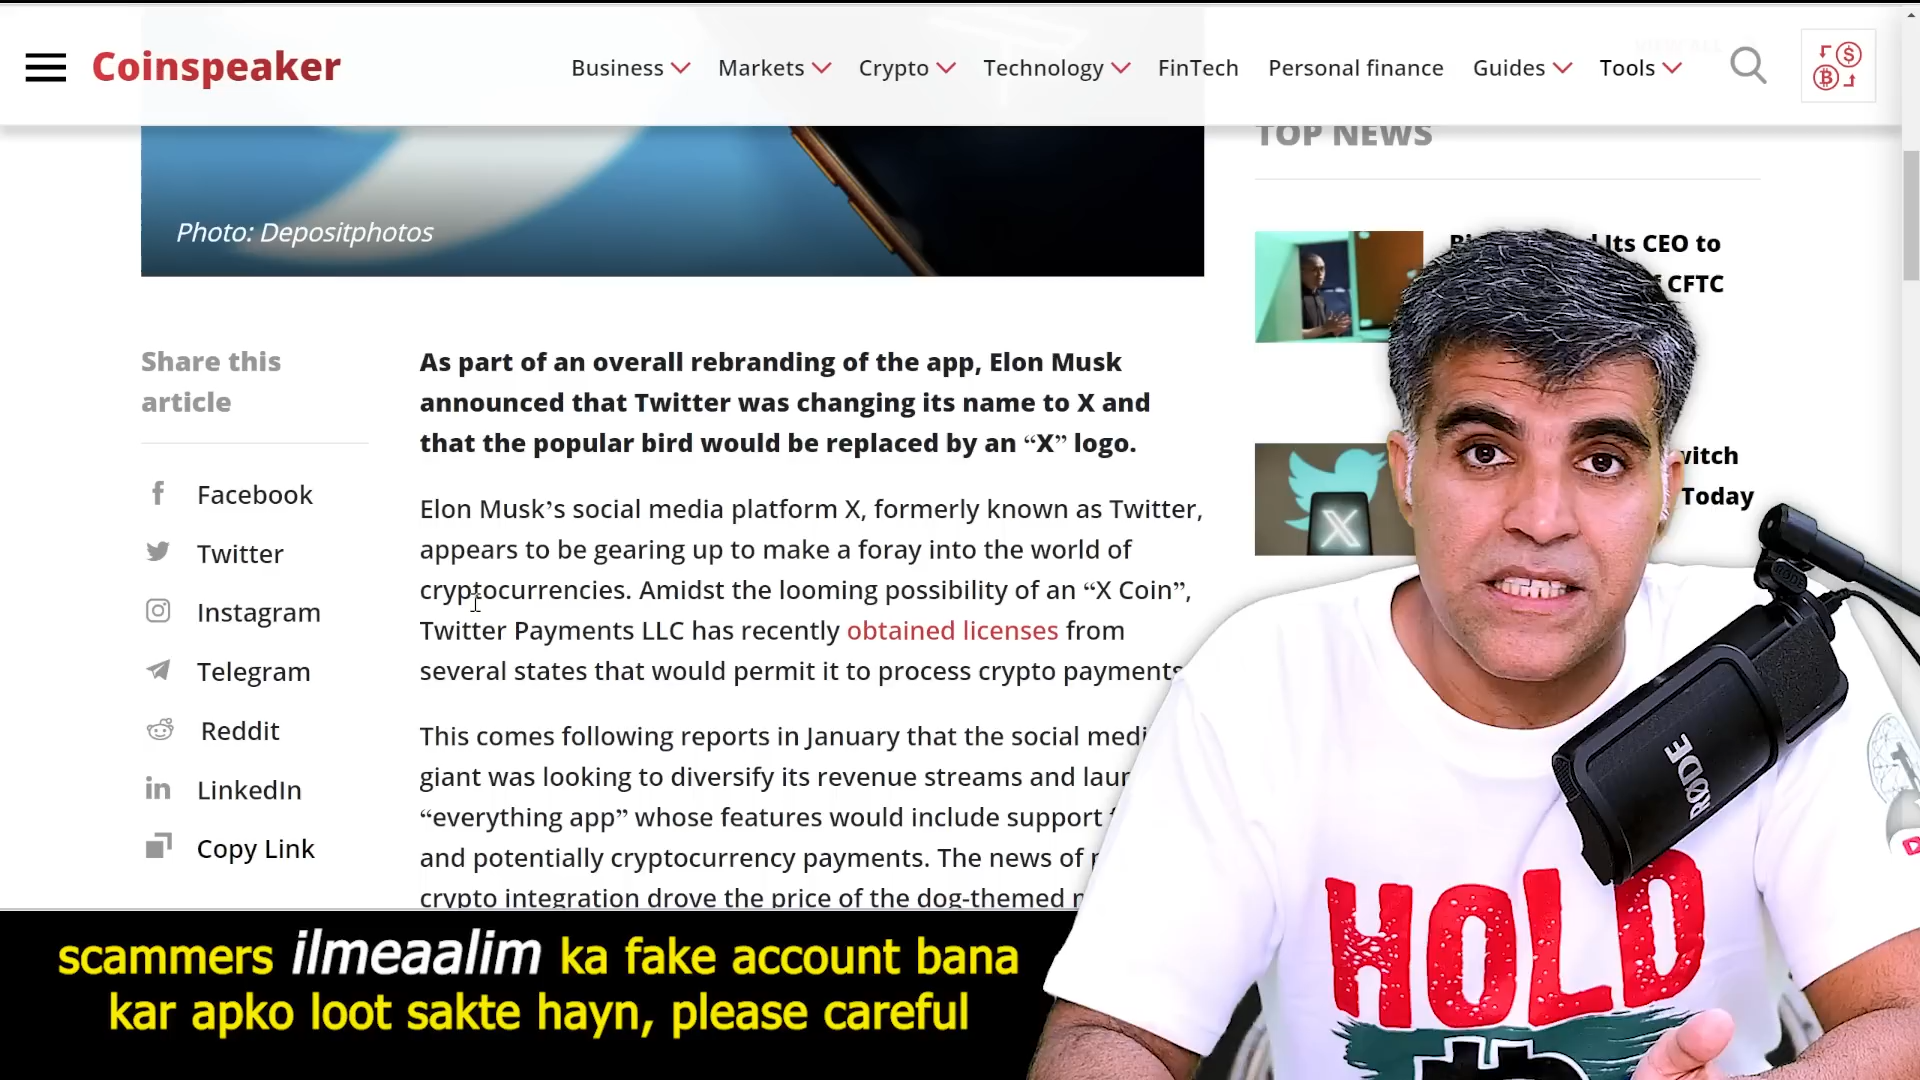 Coinspeaker
Business Markets Crypto Technology FinTech Personal finance Guides Tools
TOP NEWS
Photo: Depositphotos
Its CEO to
CFTC
Share this
article
As part of an overall rebranding of the app, Elon Musk
announced that Twitter was changing its name to X and
that the popular bird would be replaced by an “X” logo.
Today
Facebook
Twitter
Instagram
Telegram
Reddit
LinkedIn
Copy Link
Elon Musk’s social media platform X, formerly known as Twitter,
appears to be gearing up to make a foray into the world of
cryptocurrencies. Amidst the looming possibility of an “X Coin”,
Twitter Payments LLC has recently obtained licenses from
several states that would permit it to process crypto payments
This comes following reports in January that the social
giant was looking to diversify its revenue streams and
“everything app” whose features would include support
and potentially cryptocurrency payments. The news of
crypto integration drove the price of the dog-themed
RØDE
HOLD
scammers ilmeaalim ka fake account bana
kar apko loot sakte hayn, please careful